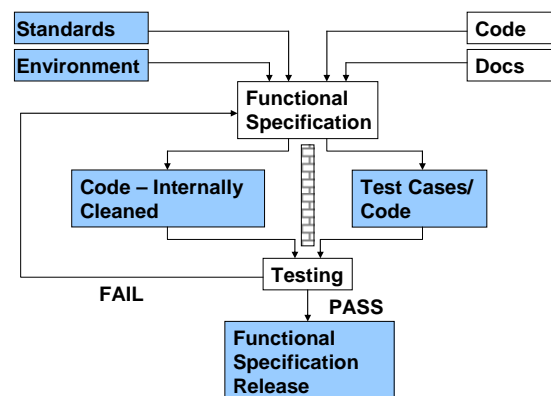 Standards
Code
Environment
Docs
Functional
Specification
Code – Internally
Cleaned
Test Cases/
Code
Testing
FAIL
PASS
Functional
Specification
Release